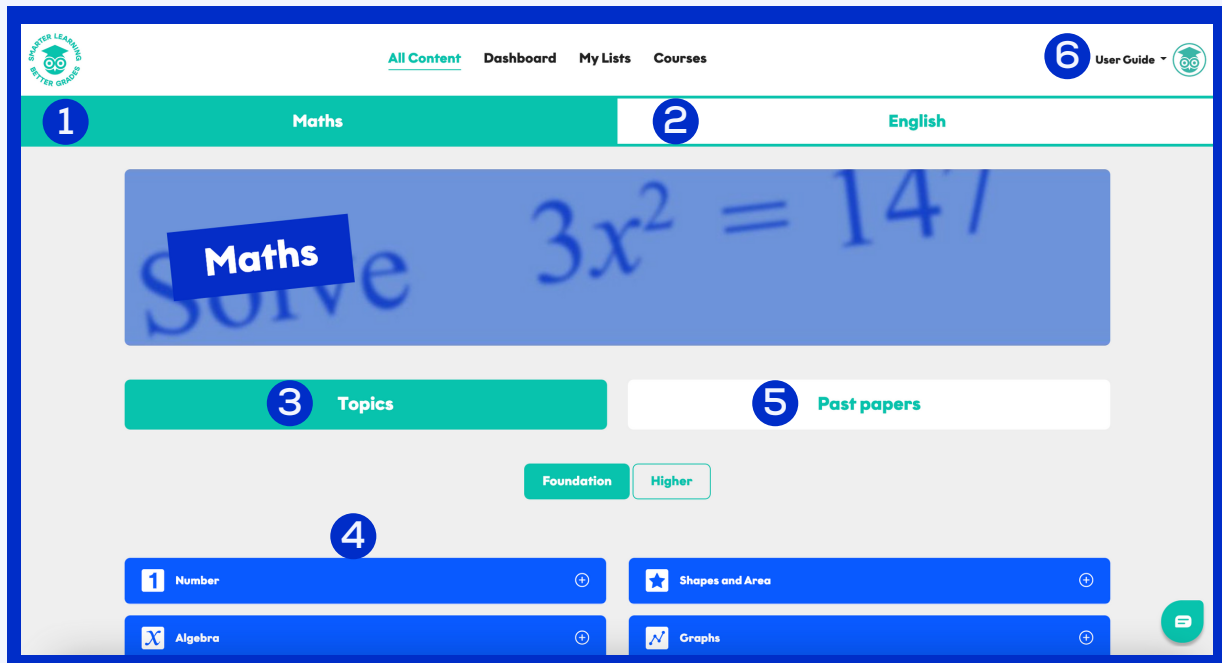 SMARTER LEARNING
BETTER GRADES
All Content Dashboard My Lists Courses
6 User Guide
1 Maths
2 English
Solve 3x² = 147
Maths
3 Topics
5 Past papers
Foundation Higher
4
1 Number
Shapes and Area
X Algebra
Graphs